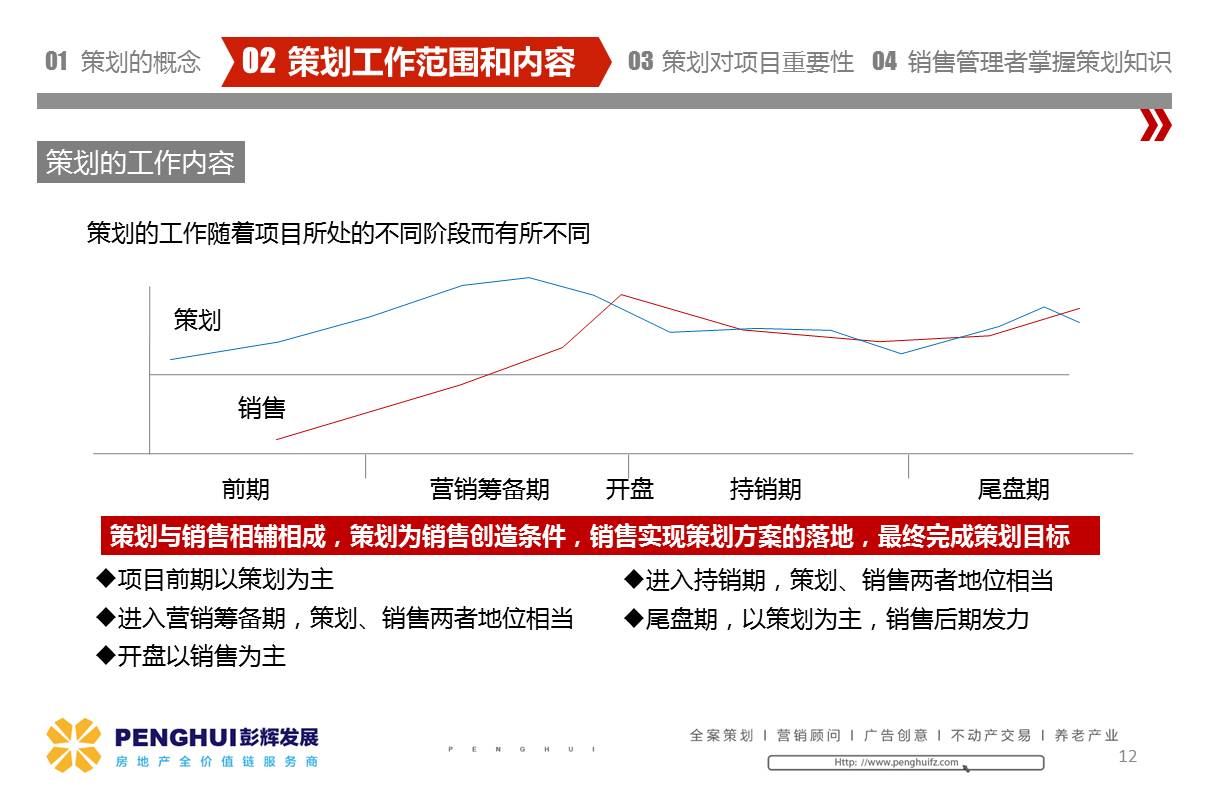 01 策划的概念 02 策划工作范围和内容 03 策划对项目重要性 04 销售管理者掌握策划知识
策划的工作内容
策划的工作随着项目所处的不同阶段而有所不同
策划
销售
前期 营销筹备期 开盘 持销期 尾盘期
策划与销售相辅相成，策划为销售创造条件，销售实现策划方案的落地，最终完成策划目标
◆项目前期以策划为主
◆进入营销筹备期，策划、销售两者地位相当
◆开盘以销售为主
◆进入持销期，策划、销售两者地位相当
◆尾盘期，以策划为主，销售后期发力
PENGHUI彭辉发展
房地产全价值链服务商
PENGHUI
全案策划 I 营销顾问 I 广告创意 I 不动产交易 I 养老产业
Http: //www.penghuifz.com
12